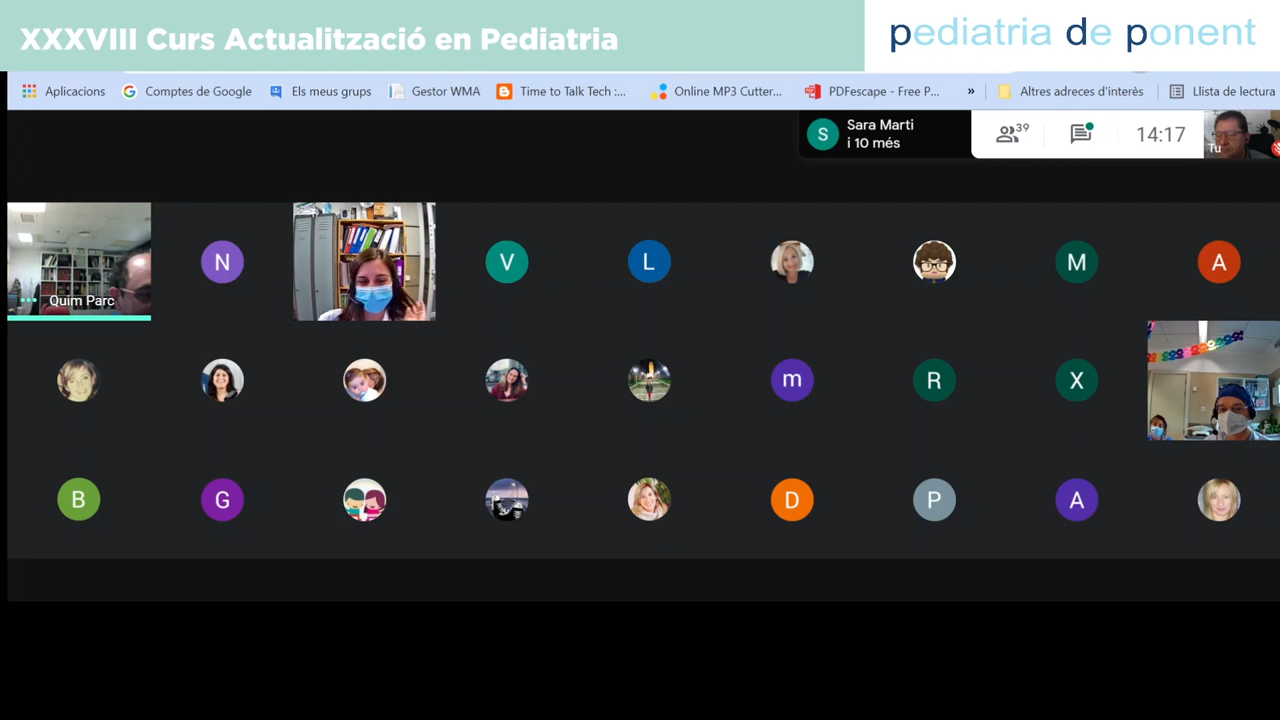 XXXVIII Curs Actualització en Pediatria
pediatria de ponent
Aplicacions
Comptes de Google
Els meus grups
Gestor WMA
Time to Talk Tech :...
Online MP3 Cutter...
PDFescape - Free P...
»
Altres adreces d'interès
Llista de lectura
S
Sara Marti
i 10 més
39
14:17
Tu
Quim Parc
N
V
L
M
A
m
R
X
B
G
D
P
A